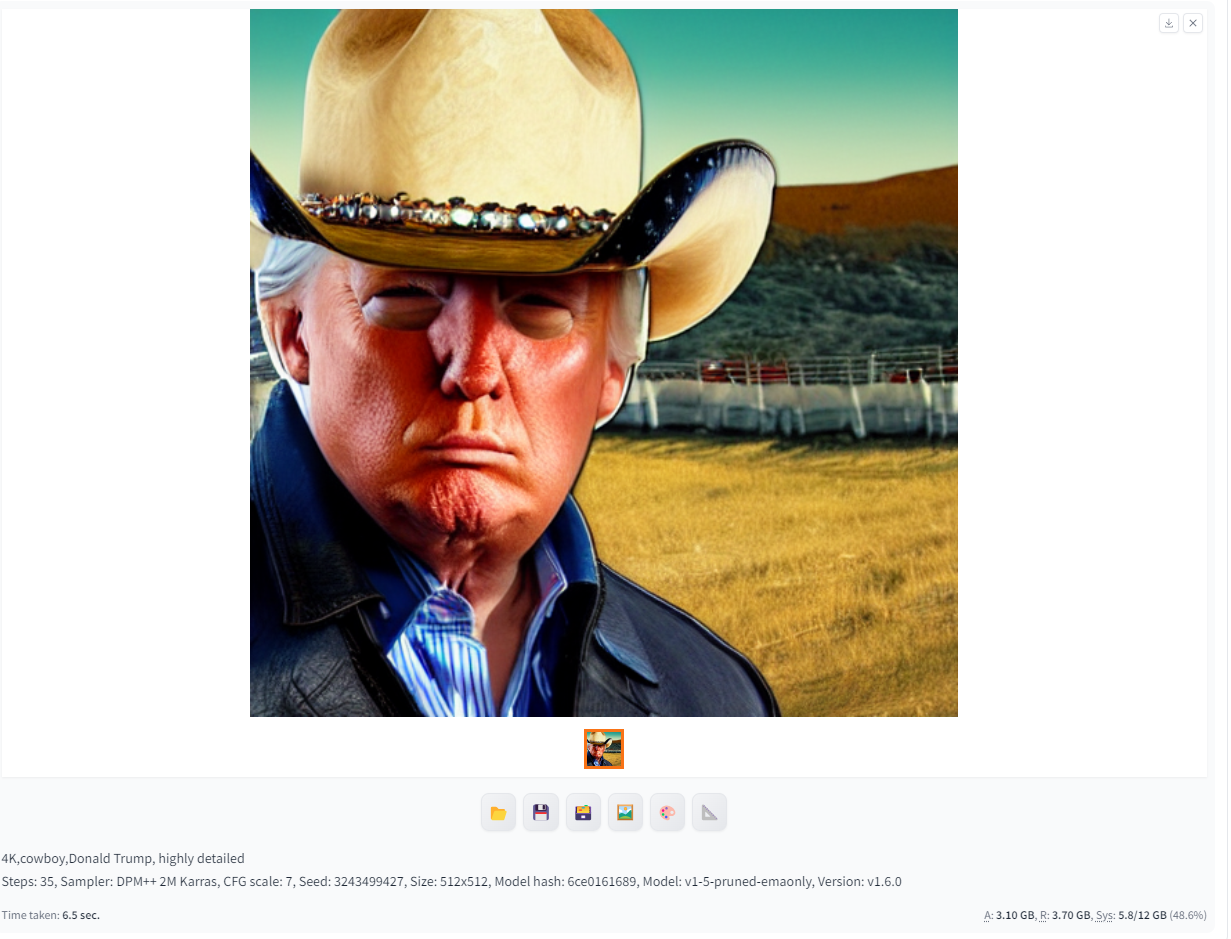 4K,cowboy,Donald Trump, highly detailed
Steps: 35, Sampler: DPM++ 2M Karras, CFG scale: 7, Seed: 3243499427, Size: 512x512, Model hash: 6ce0161689, Model: v1-5-pruned-emaonly, Version: v1.6.0
Time taken: 6.5 sec.
A: 3.10 GB, R: 3.70 GB, Sys: 5.8/12 GB (48.6%)